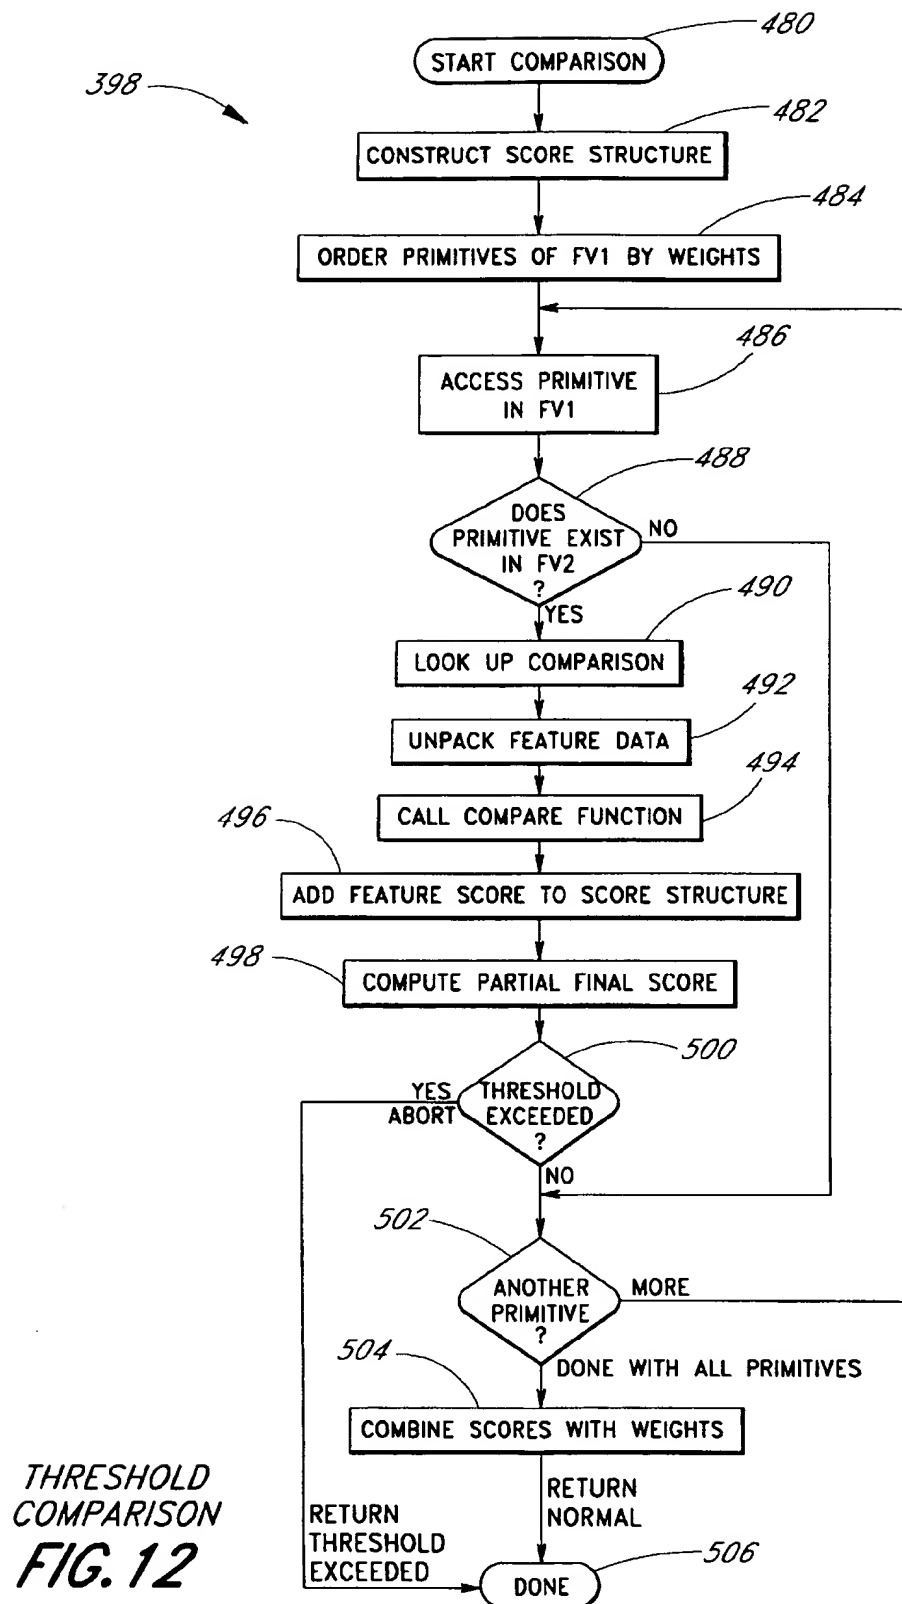 480
START COMPARISON
398
482
CONSTRUCT SCORE STRUCTURE
484
ORDER PRIMITIVES OF FV1 BY WEIGHTS
486
ACCESS PRIMITIVE
IN FV1
488
DOES
PRIMITIVE EXIST
IN FV2
?
NO
YES
490
LOOK UP COMPARISON
492
UNPACK FEATURE DATA
494
CALL COMPARE FUNCTION
496
ADD FEATURE SCORE TO SCORE STRUCTURE
498
COMPUTE PARTIAL FINAL SCORE
500
THRESHOLD
EXCEEDED
?
YES
ABORT
NO
502
ANOTHER
PRIMITIVE
?
MORE
DONE WITH ALL PRIMITIVES
504
COMBINE SCORES WITH WEIGHTS
RETURN
NORMAL
RETURN
THRESHOLD
EXCEEDED
506
DONE
THRESHOLD
COMPARISON
FIG. 12